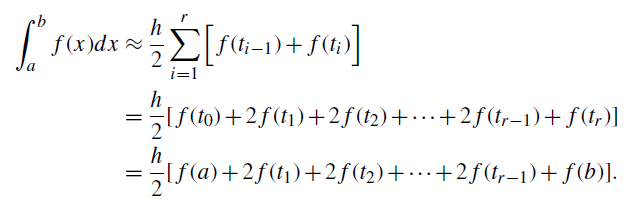 ∫_a^b f(x)dx ≈ h/2 ∑_{i=1}^r [f(t_{i−1})+f(t_i)]
= h/2 [f(t_0)+2f(t_1)+2f(t_2)+···+2f(t_{r−1})+f(t_r)]
= h/2 [f(a)+2f(t_1)+2f(t_2)+···+2f(t_{r−1})+f(b)].